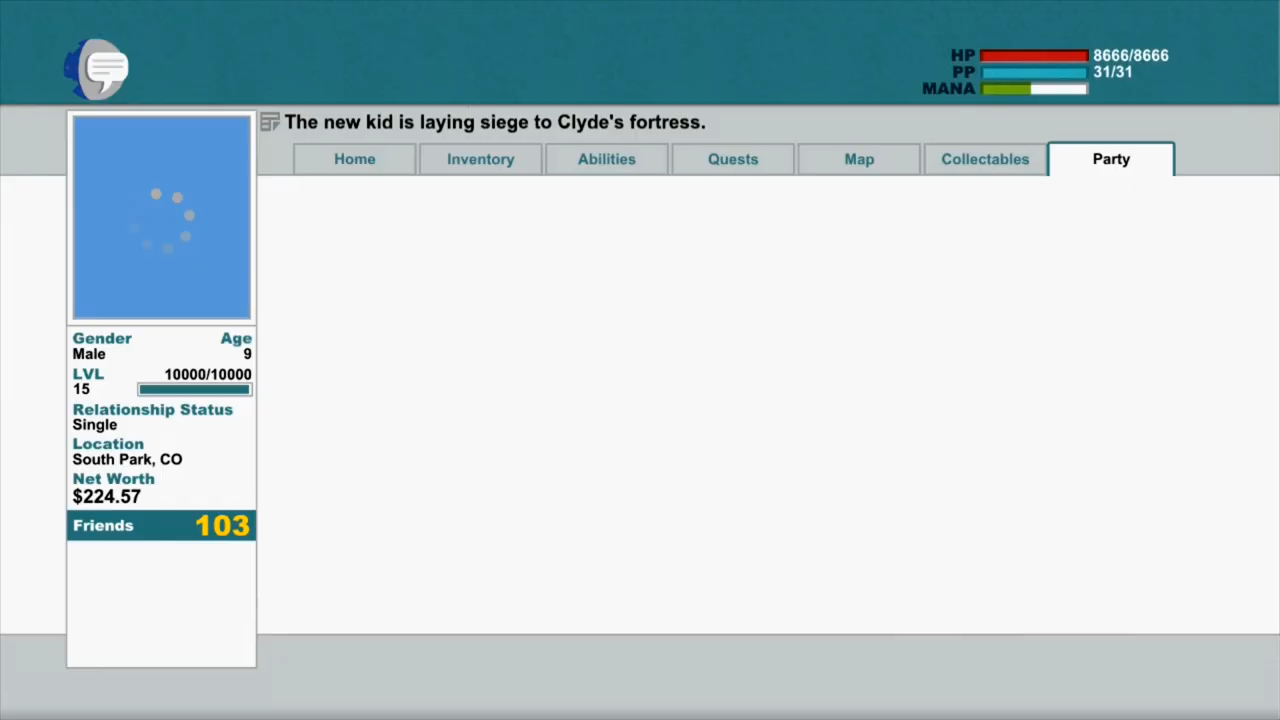 HP 8666/8666
PP 31/31
MANA
The new kid is laying siege to Clyde's fortress.
Home Inventory Abilities Quests Map Collectables Party
Gender Age
Male 9
LVL 10000/10000
15
Relationship Status
Single
Location
South Park, CO
Net Worth
$224.57
Friends 103